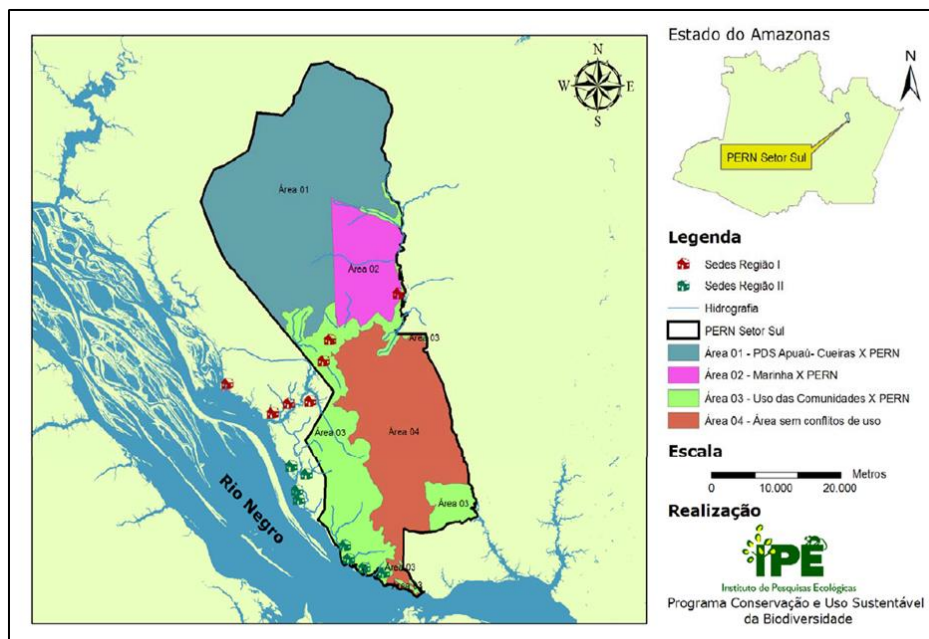 N
W E
S
Área 01
Área 02
Área 03
Área 03
Área 04
Área 03
Área 03
Rio Negro
Estado do Amazonas
N
PERN Setor Sul
Legenda
Sedes Região I
Sedes Região II
Hidrografia
PERN Setor Sul
Área 01 - PDS Apuaú- Cueiras X PERN
Área 02 - Marinha X PERN
Área 03 - Uso das Comunidades X PERN
Área 04 - Área sem conflitos de uso
Escala
Metros
0 10.000 20.000
Realização
IPÊ
Instituto de Pesquisas Ecológicas
Programa Conservação e Uso Sustentável
da Biodiversidade